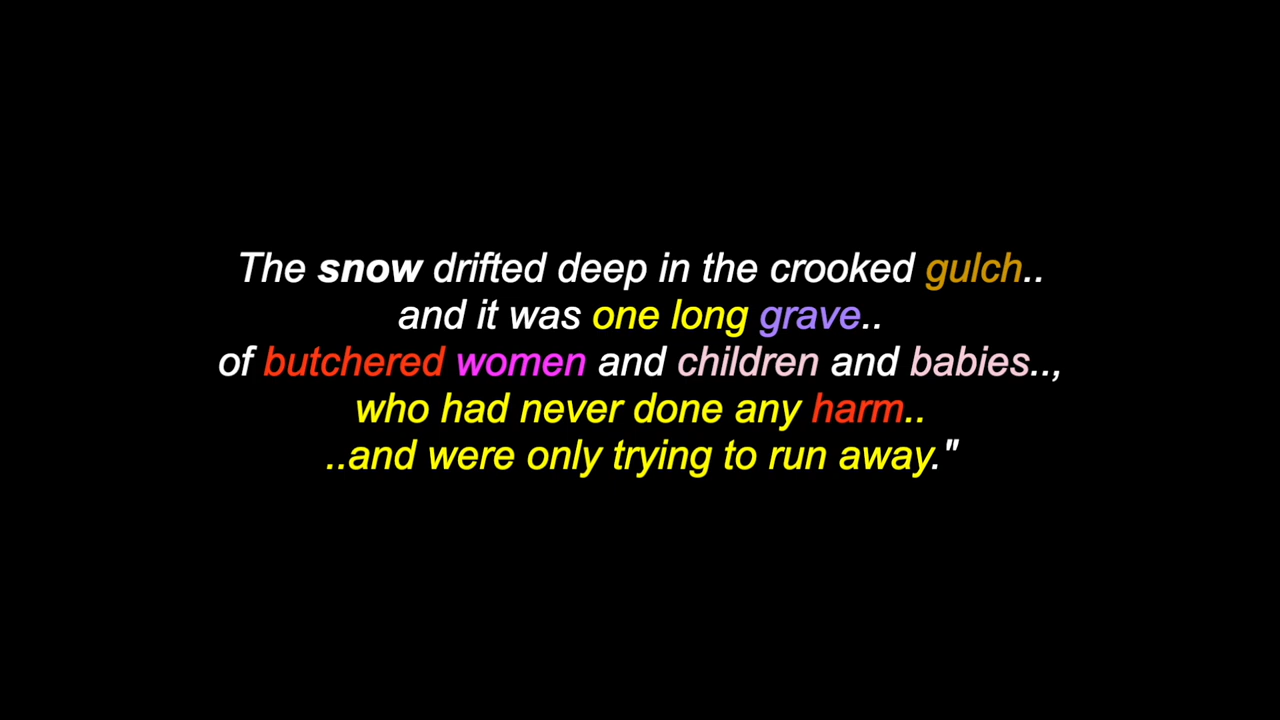 The snow drifted deep in the crooked gulch..
and it was one long grave..
of butchered women and children and babies..,
who had never done any harm..
..and were only trying to run away."